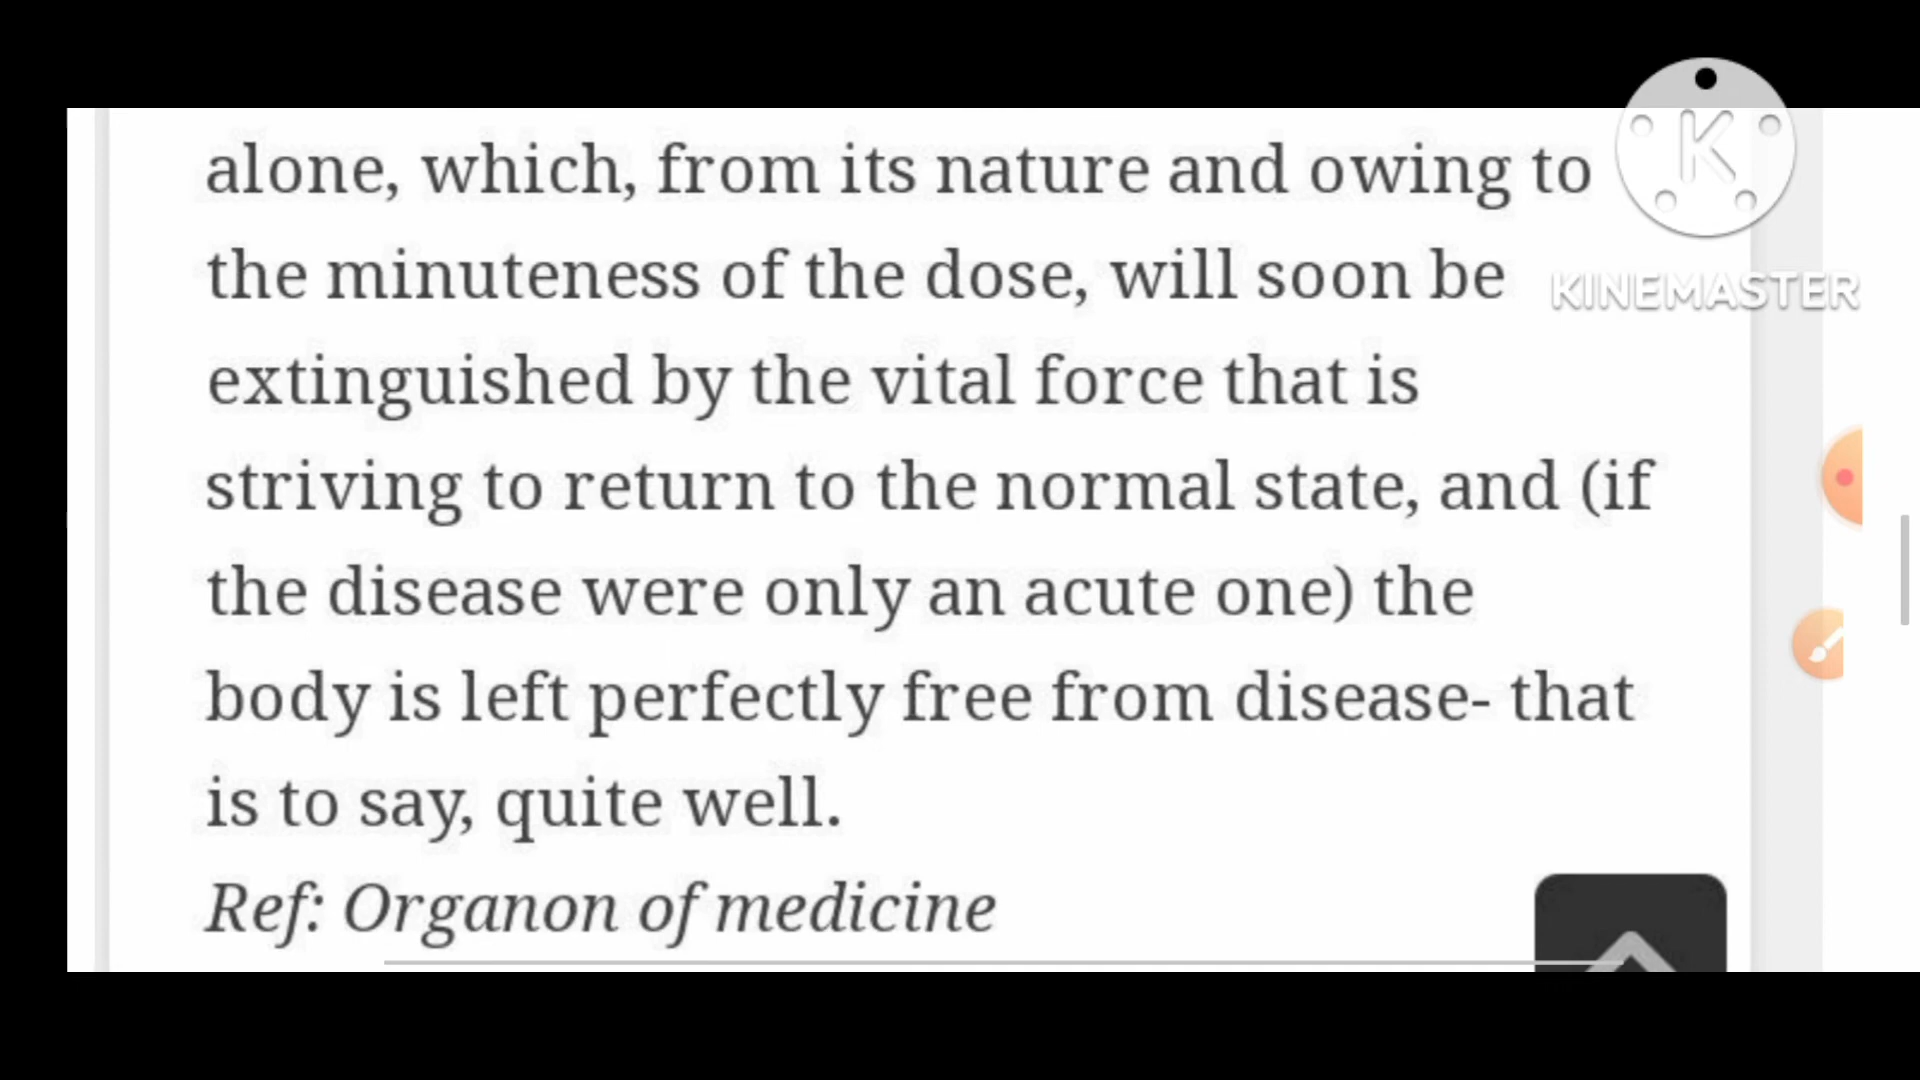 alone, which, from its nature and owing to
the minuteness of the dose, will soon be
extinguished by the vital force that is
striving to return to the normal state, and (if
the disease were only an acute one) the
body is left perfectly free from disease- that
is to say, quite well.
Ref: Organon of medicine
K
KINEMASTER